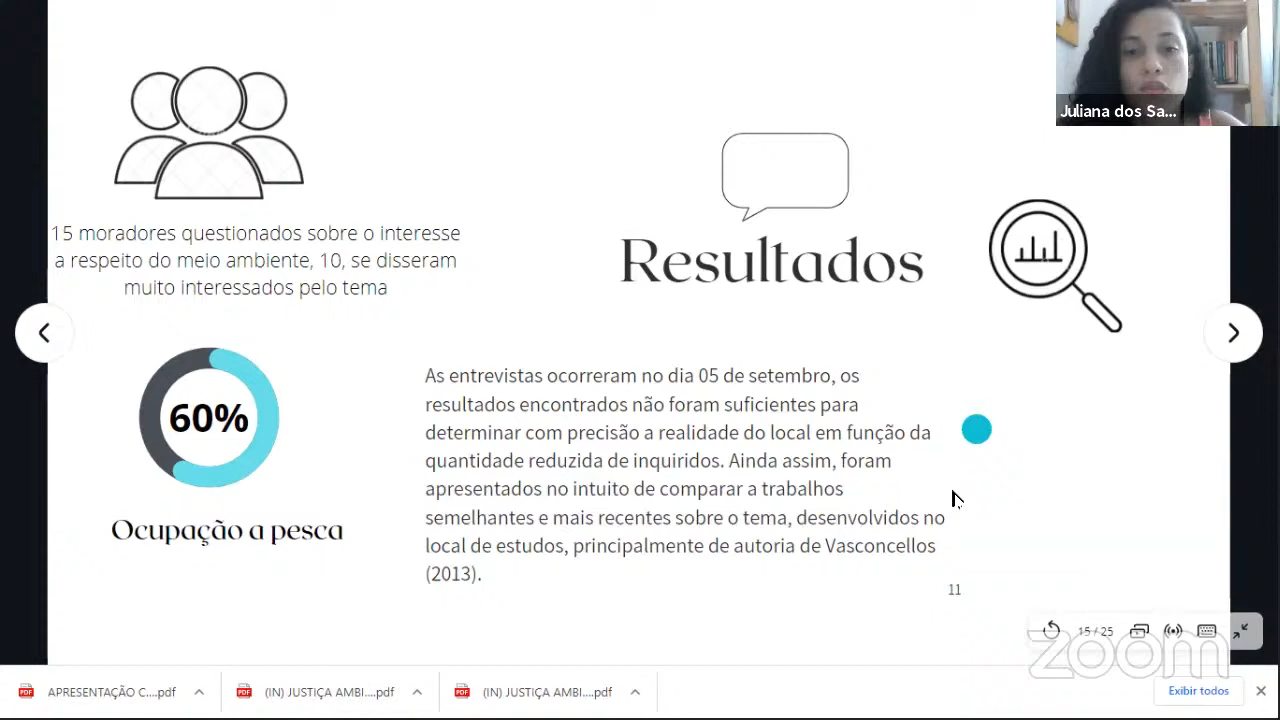 Juliana dos Sa...
15 moradores questionados sobre o interesse
a respeito do meio ambiente, 10, se disseram
muito interessados pelo tema
Resultados
60%
Ocupação a pesca
As entrevistas ocorreram no dia 05 de setembro, os
resultados encontrados não foram suficientes para
determinar com precisão a realidade do local em função da
quantidade reduzida de inquiridos. Ainda assim, foram
apresentados no intuito de comparar a trabalhos
semelhantes e mais recentes sobre o tema, desenvolvidos no
local de estudos, principalmente de autoria de Vasconcellos
(2013).
11
15 / 25
zoom
PDF APRESENTAÇÃO C....pdf
PDF (IN) JUSTIÇA AMBI....pdf
PDF (IN) JUSTIÇA AMBI....pdf
Exibir todos